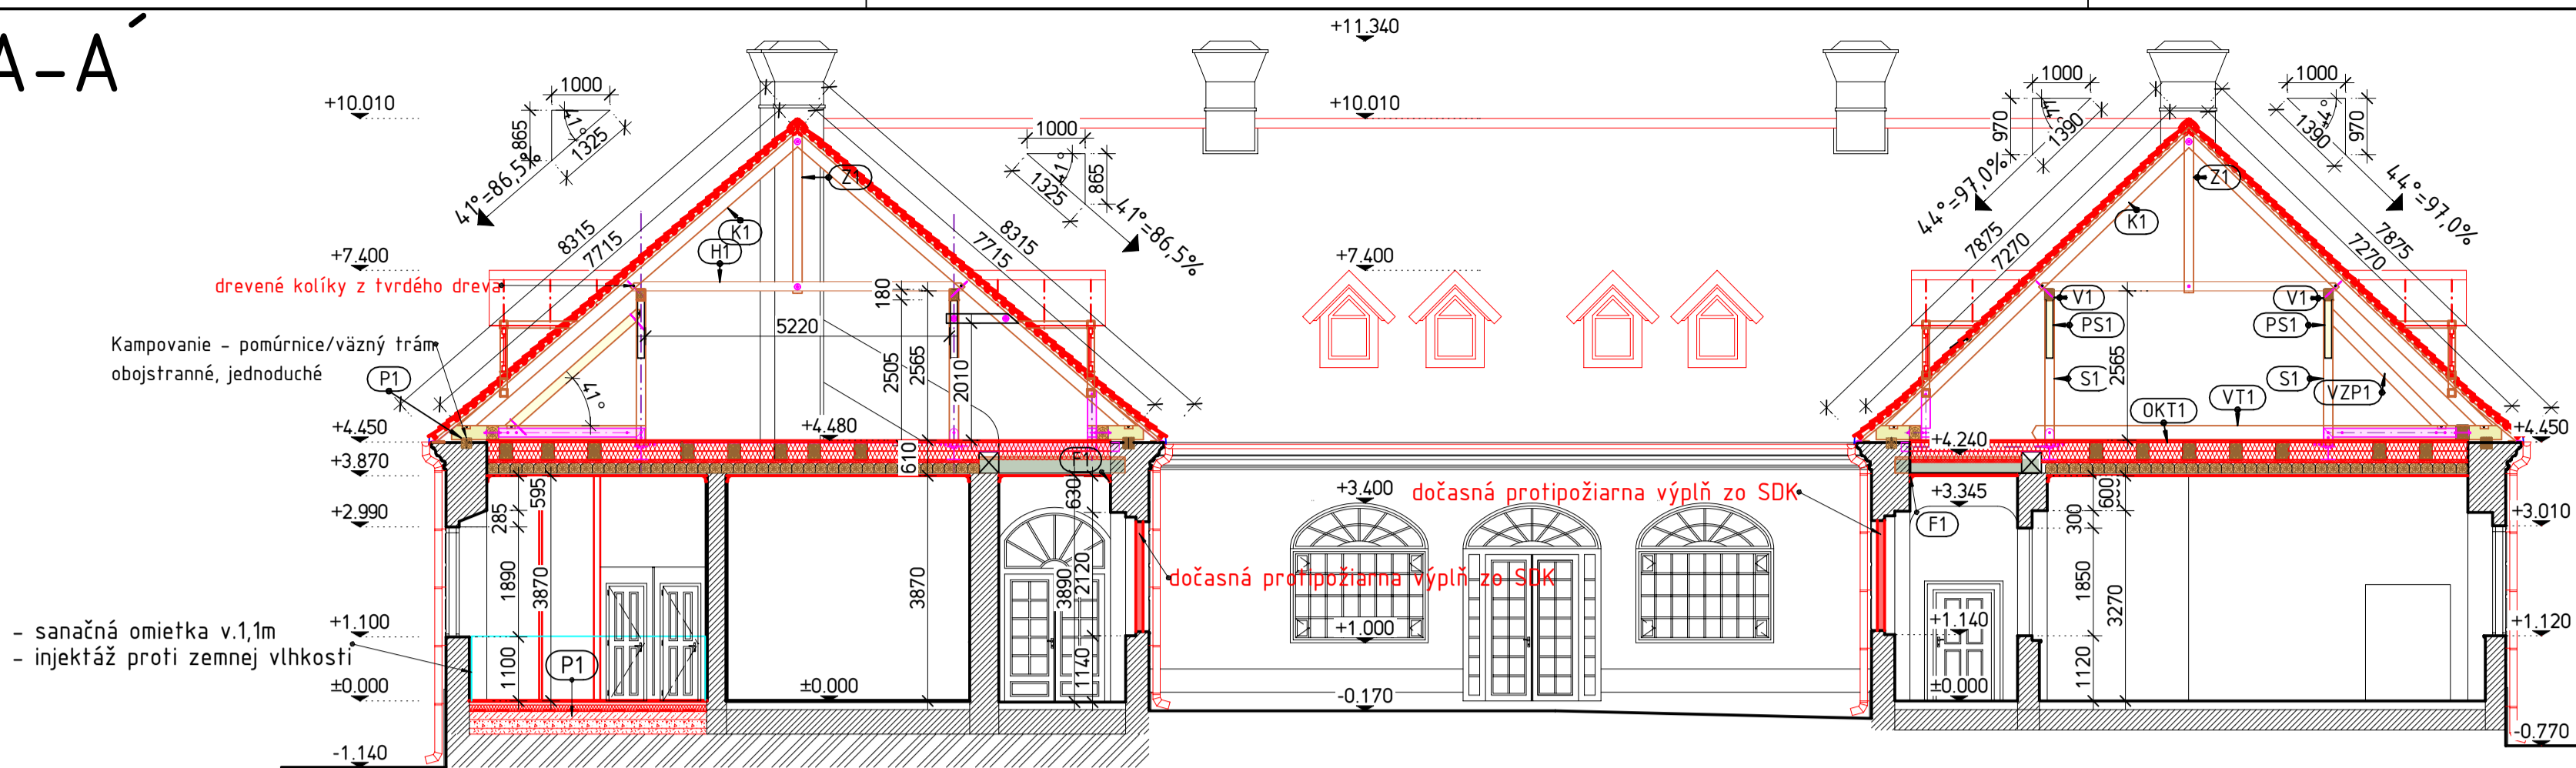 A-A´
+11.340
1000
1000
1000
+10.010
+10.010
865
41°
1325
1000
970
44°
1390
1390
44°
970
41°=86,5%
Z1
41°
1325
865
41°=86,5%
44°=97,0%
Z1
44°=97,0%
K1
K1
8315
7715
H1
8315
7715
7875
7270
7875
7270
+7.400
+7.400
drevené kolíky z tvrdého dreva
180
V1
V1
5220
PS1
PS1
Kampovanie - pomúrnice/väzný trám
obojstranné, jednoduché
P1
41°
2505
2565
2010
2565
S1
S1
VZP1
OKT1
VT1
+4.450
+4.480
+4.240
+4.450
+3.870
610
F1
595
285
630
+3.400
dočasná protipožiarna výplň zo SDK
+3.345
600
300
F1
+2.990
+3.010
1890
3870
3870
3890
2120
dočasná protipožiarna výplň zo SDK
1850
3270
- sanačná omietka v.1,1m
- injektáž proti zemnej vlhkosti
+1.100
+1.000
+1.140
+1.120
1100
P1
1140
1120
±0.000
±0.000
-0.170
±0.000
-1.140
-0.770